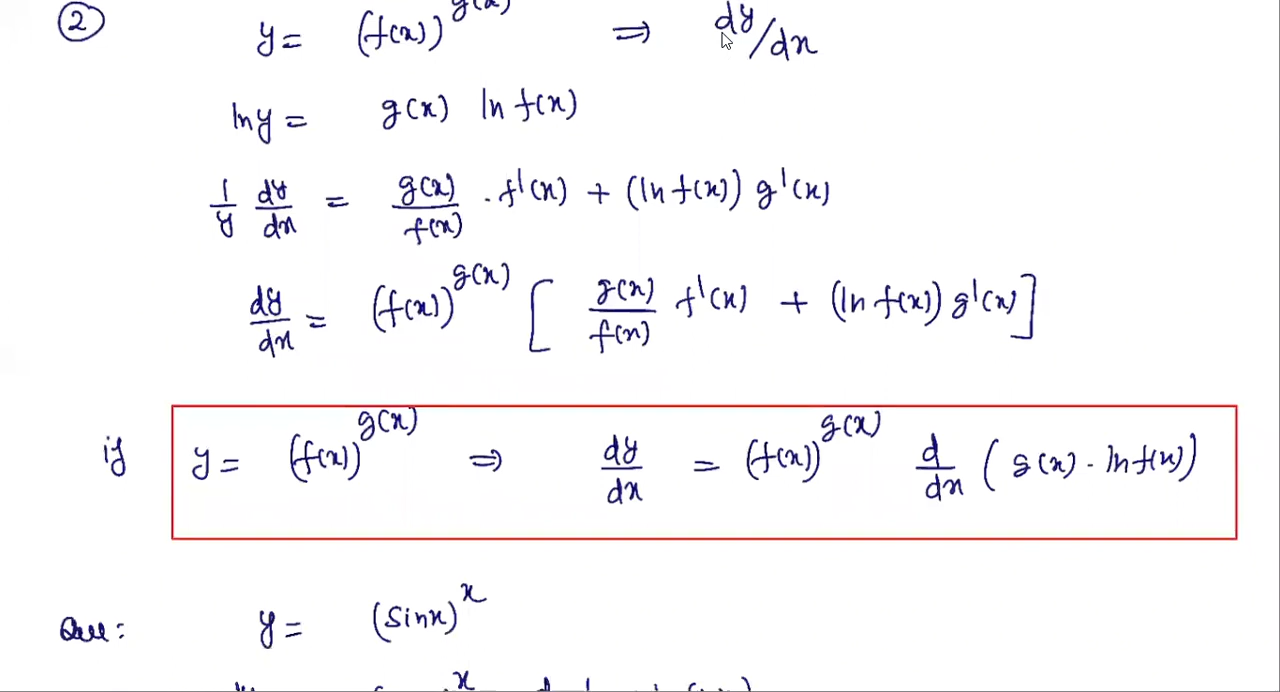 ② y = (f(x))^g(x) ⇒ dy/dx
ln y = g(x) ln f(x)
1/y dy/dx = g(x)/f(x) · f'(x) + (ln f(x)) g'(x)
dy/dx = (f(x))^g(x) [ g(x)/f(x) f'(x) + (ln f(x)) g'(x) ]
if y = (f(x))^g(x) ⇒ dy/dx = (f(x))^g(x) d/dx ( g(x) · ln f(x) )
Que : y = (sin x)^x